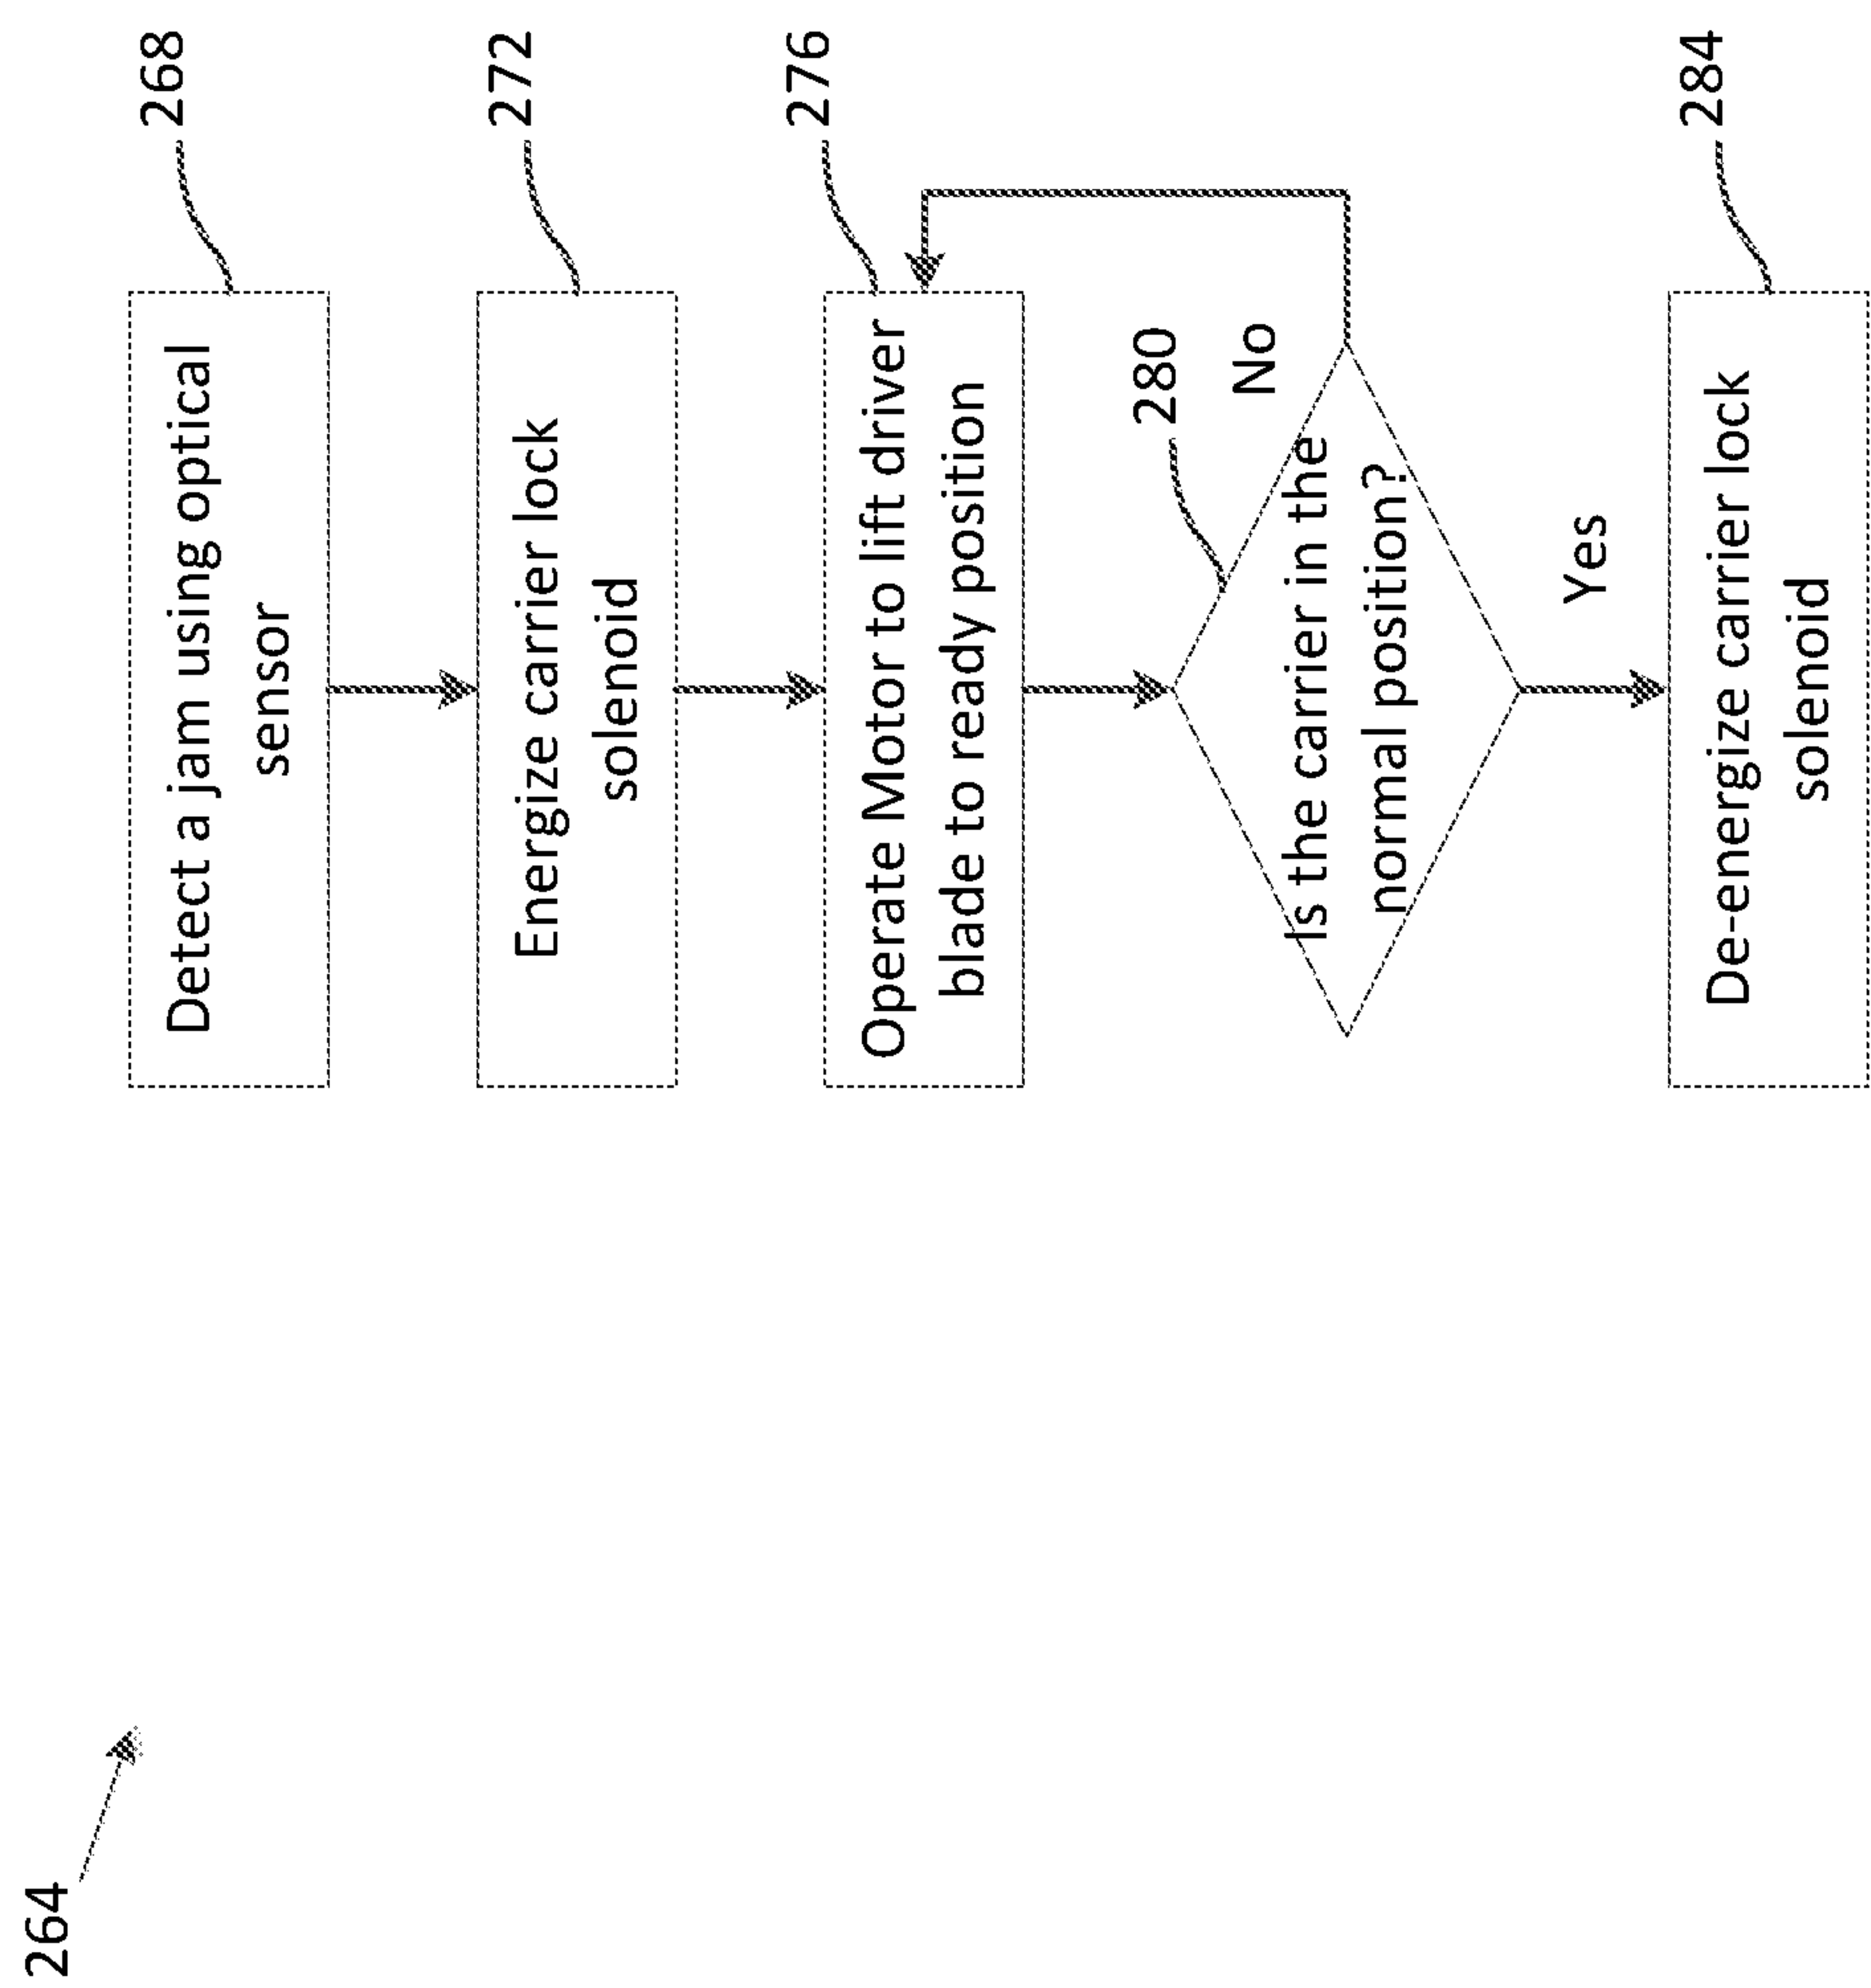 264
268
Detect a jam using optical
sensor
272
Energize carrier lock
solenoid
276
Operate Motor to lift driver
blade to ready position
280
Is the carrier in the
normal position?
No
Yes
284
De-energize carrier lock
solenoid